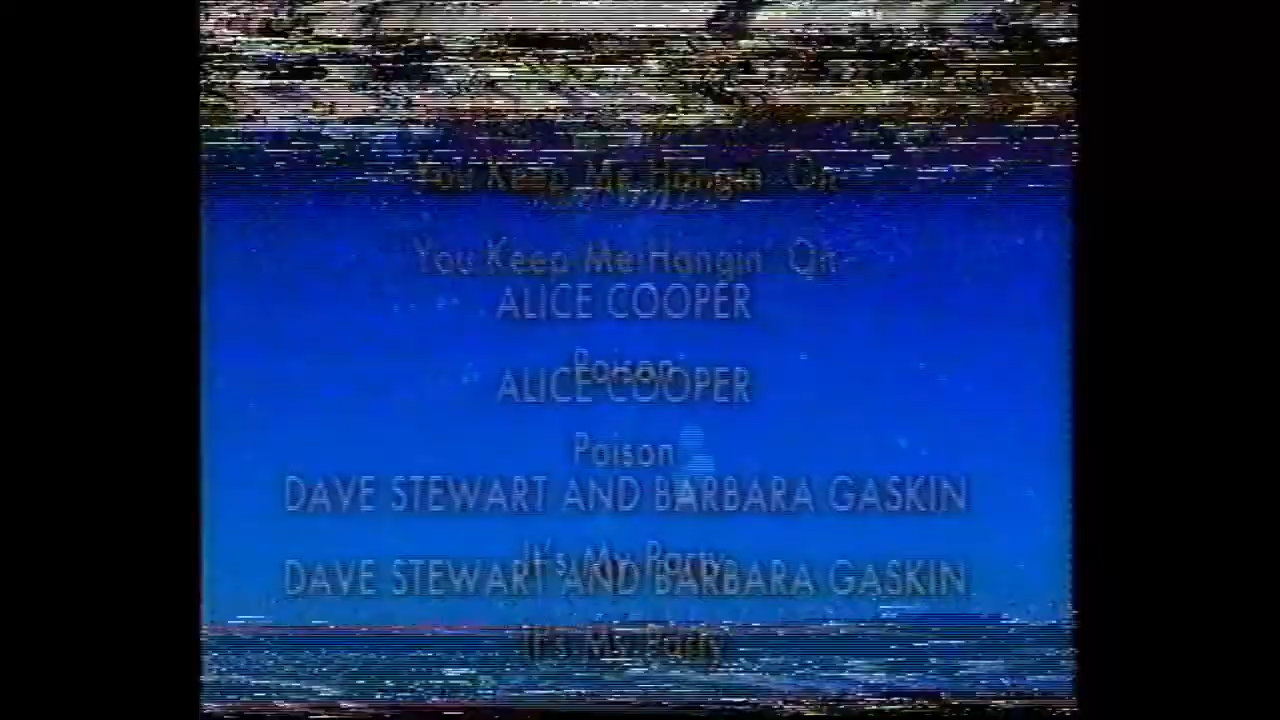 You Keep Me Hangin' On
You Keep Me Hangin' On
ALICE COOPER
Poison
ALICE COOPER
Poison
DAVE STEWART AND BARBARA GASKIN
It's My Party
DAVE STEWART AND BARBARA GASKIN
It's My Party